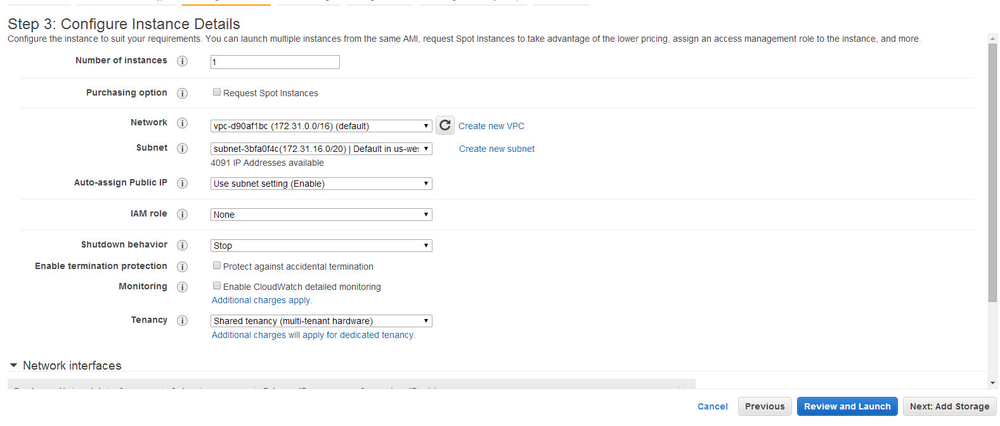 Step 3: Configure Instance Details
Configure the instance to suit your requirements. You can launch multiple instances from the same AMI, request Spot Instances to take advantage of the lower pricing, assign an access management role to the instance, and more.
Number of instances 1
Purchasing option Request Spot Instances
Network vpc-d90af1bc (172.31.0.0/16) (default) Create new VPC
Subnet subnet-3bfa0f4c(172.31.16.0/20) | Default in us-wes Create new subnet
4091 IP Addresses available
Auto-assign Public IP Use subnet setting (Enable)
IAM role None
Shutdown behavior Stop
Enable termination protection Protect against accidental termination
Monitoring Enable CloudWatch detailed monitoring
Additional charges apply.
Tenancy Shared tenancy (multi-tenant hardware)
Additional charges will apply for dedicated tenancy.
Network interfaces
Cancel Previous Review and Launch Next: Add Storage